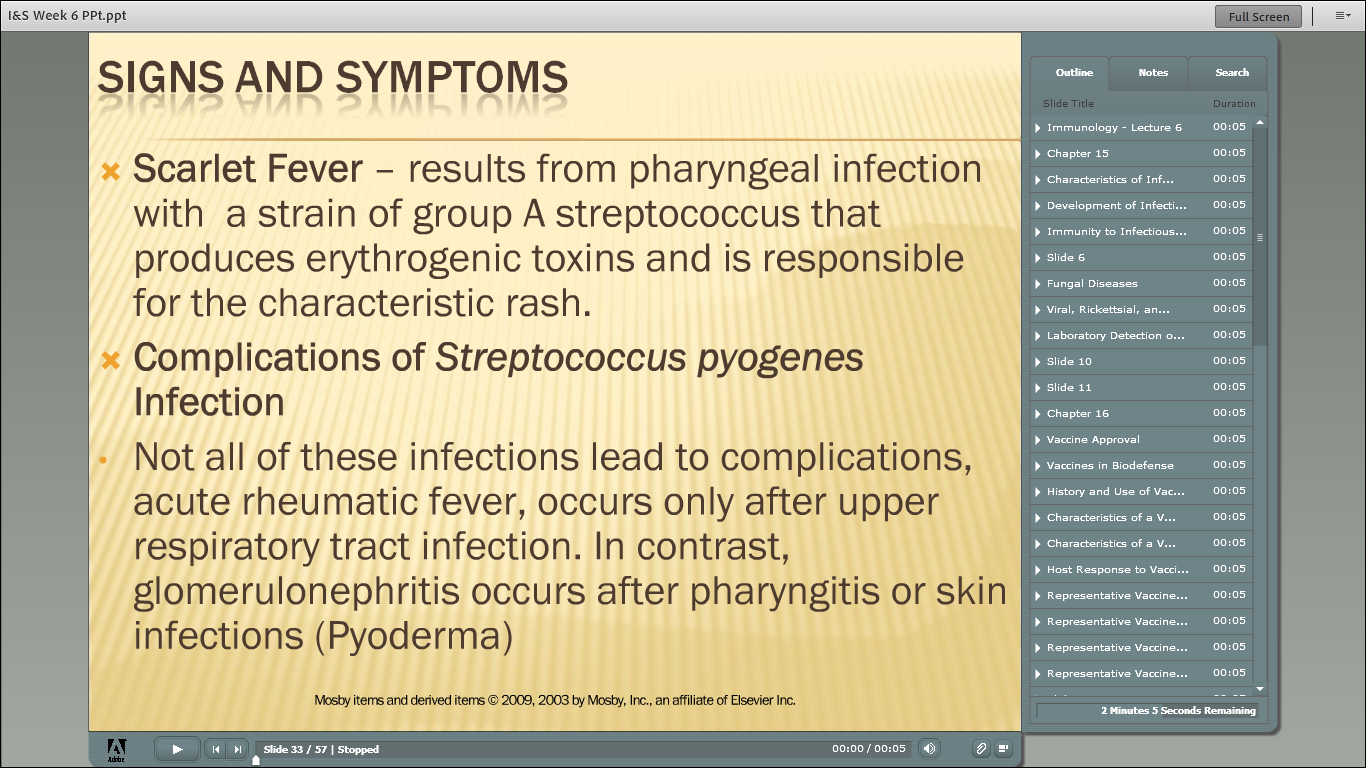 I&S Week 6 PPt.ppt
Full Screen
SIGNS AND SYMPTOMS
Scarlet Fever – results from pharyngeal infection
with a strain of group A streptococcus that
produces erythrogenic toxins and is responsible
for the characteristic rash.
Complications of Streptococcus pyogenes
Infection
Not all of these infections lead to complications,
acute rheumatic fever, occurs only after upper
respiratory tract infection. In contrast,
glomerulonephritis occurs after pharyngitis or skin
infections (Pyoderma)
Mosby items and derived items © 2009, 2003 by Mosby, Inc., an affiliate of Elsevier Inc.
Outline Notes Search
Slide Title Duration
Immunology - Lecture 6 00:05
Chapter 15 00:05
Characteristics of Inf... 00:05
Development of Infecti... 00:05
Immunity to Infectious... 00:05
Slide 6 00:05
Fungal Diseases 00:05
Viral, Rickettsial, an... 00:05
Laboratory Detection o... 00:05
Slide 10 00:05
Slide 11 00:05
Chapter 16 00:05
Vaccine Approval 00:05
Vaccines in Biodefense 00:05
History and Use of Vac... 00:05
Characteristics of a V... 00:05
Characteristics of a V... 00:05
Host Response to Vacci... 00:05
Representative Vaccine... 00:05
Representative Vaccine... 00:05
Representative Vaccine... 00:05
Representative Vaccine... 00:05
2 Minutes 5 Seconds Remaining
Adobe
Slide 33 / 57 | Stopped
00:00 / 00:05